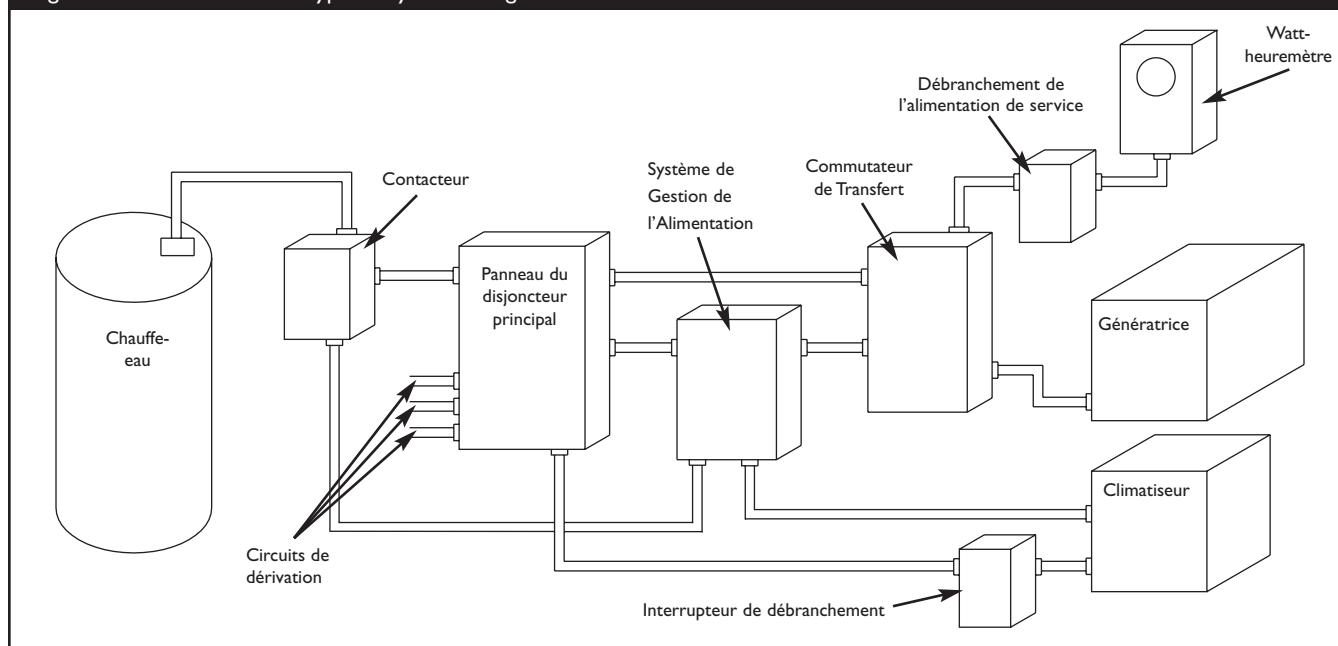 Watt-
heuremètre
Débranchement de
l'alimentation de service
Système de
Gestion de
l'Alimentation
Commutateur
de Transfert
Contacteur
Panneau du
disjoncteur
principal
Chauffe-
eau
Génératrice
Climatiseur
Circuits de
dérivation
Interrupteur de débranchement